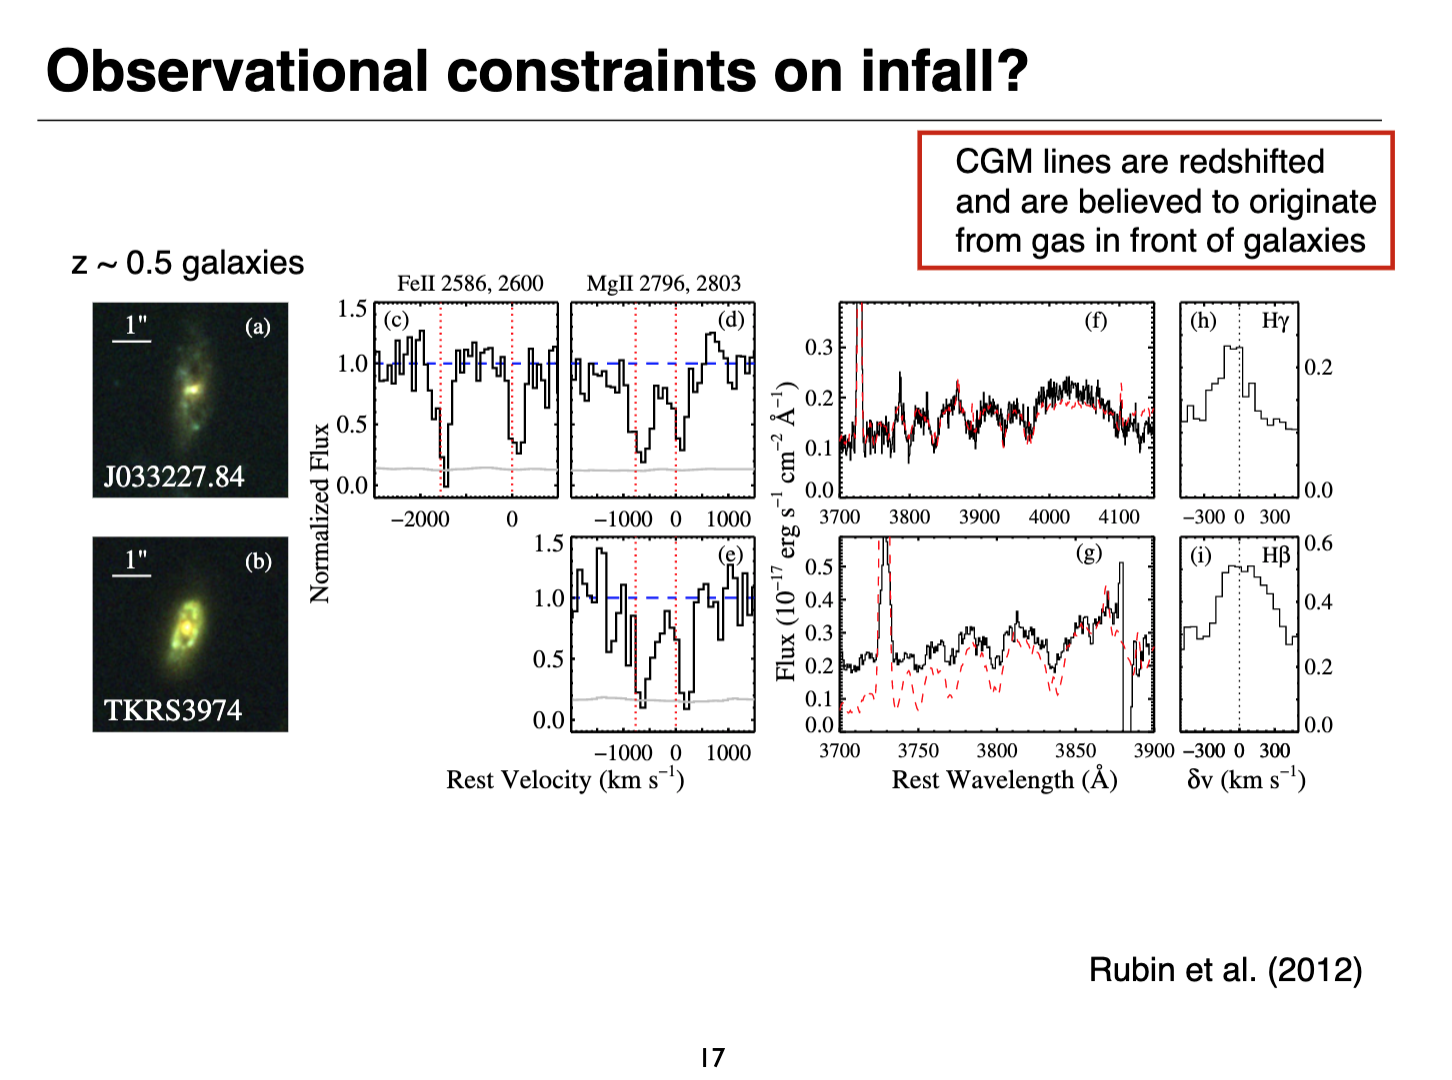 Observational constraints on infall?
CGM lines are redshifted
and are believed to originate
from gas in front of galaxies
z ~ 0.5 galaxies
1"
(a)
J033227.84
1"
(b)
TKRS3974
FeII 2586, 2600
MgII 2796, 2803
(c)
(d)
(e)
1.5
1.0
0.5
0.0
−2000
0
−1000
0
1000
1.5
1.0
0.5
0.0
−1000
0
1000
Normalized Flux
Rest Velocity (km s⁻¹)
(f)
0.3
0.2
0.1
0.0
3700
3800
3900
4000
4100
(g)
0.5
0.4
0.3
0.2
0.1
0.0
3700
3750
3800
3850
3900
Flux (10⁻¹⁷ erg s⁻¹ cm⁻² Å⁻¹)
Rest Wavelength (Å)
(h)
Hγ
0.2
0.0
−300
0
300
(i)
Hβ
0.6
0.4
0.2
0.0
−300
0
300
δv (km s⁻¹)
Rubin et al. (2012)
17